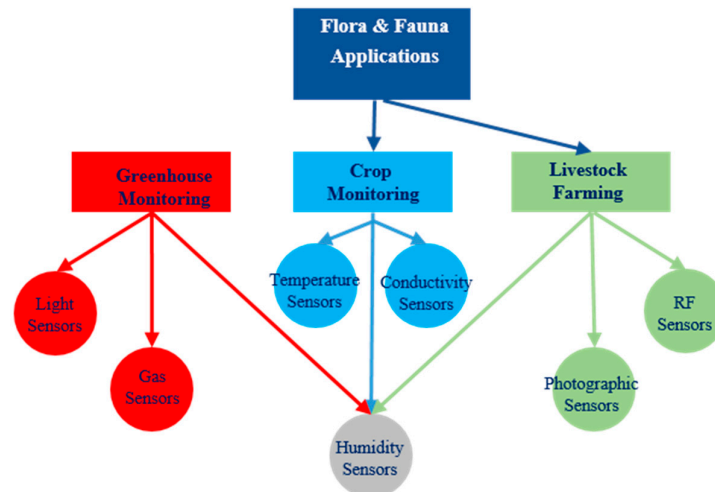 Flora & Fauna
Applications
Greenhouse
Monitoring
Crop
Monitoring
Livestock
Farming
Light
Sensors
Gas
Sensors
Temperature
Sensors
Conductivity
Sensors
Humidity
Sensors
Photographic
Sensors
RF
Sensors